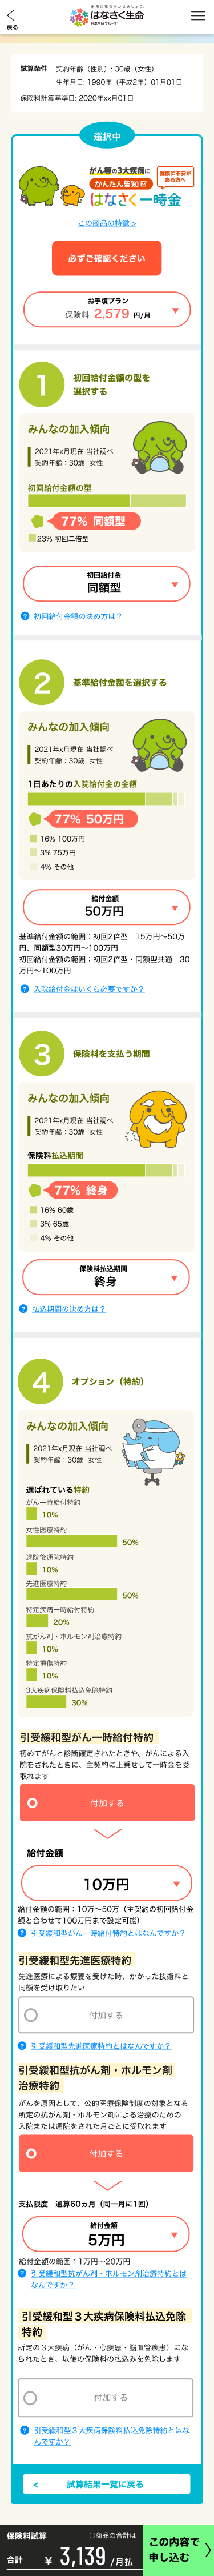 戻る
はなさく生命
日本生命グループ
試算条件
契約年齢（性別）：30歳（女性）
生年月日: 1990年（平成2年）01月01日
保険料計算基準日: 2020年xx月01日
選択中
がん等の3大疾病に
かんたん告知
健康に不安が
ある方へ
はなさく一時金
この商品の特徴 >
必ずご確認ください
お手頃プラン
保険料 2,579 円/月
1
初回給付金額の型を
選択する
みんなの加入傾向
2021年x月現在 当社調べ
契約年齢：30歳 女性
初回給付金額の型
77% 同額型
23% 初回二倍型
初回給付金
同額型
初回給付金額の決め方は？
2
基準給付金額を選択する
みんなの加入傾向
2021年x月現在 当社調べ
契約年齢：30歳 女性
1日あたりの入院給付金の金額
77% 50万円
16% 100万円
3% 75万円
4% その他
給付金額
50万円
基準給付金額の範囲：初回2倍型　15万円〜50万
円、同額型30万円〜100万円
初回給付金額の範囲：初回2倍型・同額型共通　30
万円〜100万円
入院給付金はいくら必要ですか？
3
保険料を支払う期間
みんなの加入傾向
2021年x月現在 当社調べ
契約年齢：30歳 女性
保険料払込期間
77% 終身
16% 60歳
3% 65歳
4% その他
保険料払込期間
終身
払込期間の決め方は？
4
オプション（特約）
みんなの加入傾向
2021年x月現在 当社調べ
契約年齢：30歳 女性
選ばれている特約
がん一時給付特約
10%
女性医療特約
50%
退院後通院特約
10%
先進医療特約
50%
特定疾病一時給付特約
20%
抗がん剤・ホルモン剤治療特約
10%
特定損傷特約
10%
3大疾病保険料払込免除特約
30%
引受緩和型がん一時給付特約
初めてがんと診断確定されたときや、がんによる入
院をされたときに、主契約に上乗せして一時金を受
取れます
付加する
給付金額
10万円
給付金額の範囲：10万〜50万（主契約の初回給付金
額と合わせて100万円まで設定可能）
引受緩和型がん一時給付特約とはなんですか？
引受緩和型先進医療特約
先進医療による療養を受けた時、かかった技術料と
同額を受け取りたい
付加する
引受緩和型先進医療特約とはなんですか？
引受緩和型抗がん剤・ホルモン剤
治療特約
がんを原因として、公的医療保険制度の対象となる
所定の抗がん剤・ホルモン剤による治療のための
入院または通院をされた月ごとに受取れます
付加する
支払限度　通算60ヵ月（同一月に1回）
給付金額
5万円
給付金額の範囲：1万円〜20万円
引受緩和型抗がん剤・ホルモン剤治療特約とは
なんですか？
引受緩和型３大疾病保険料払込免除
特約
所定の３大疾病（がん・心疾患・脳血管疾患）にな
られたとき、以後の保険料の払込みを免除します
付加する
引受緩和型３大疾病保険料払込免除特約とはな
んですか？
< 試算結果一覧に戻る
保険料試算
○商品の合計は
合計 ￥ 3,139 /月払
この内容で
申し込む